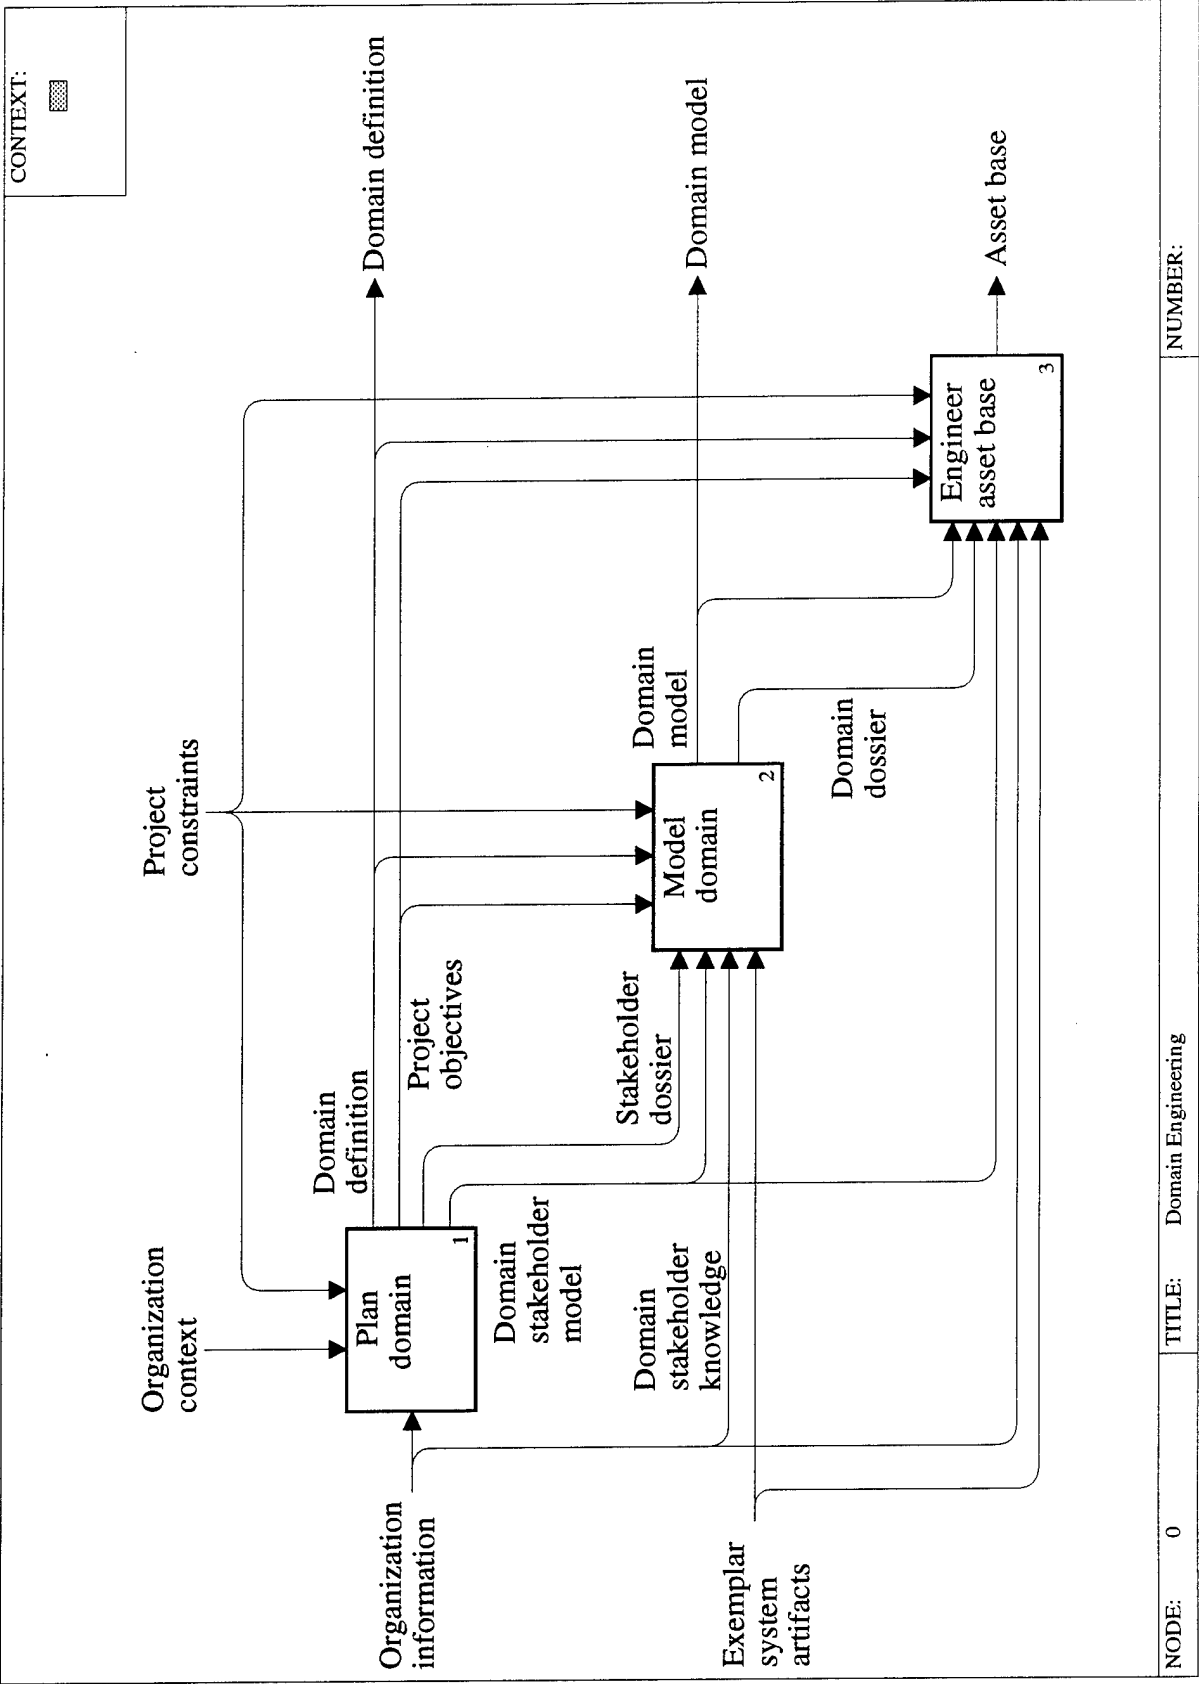 CONTEXT:
Organization
context
Project
constraints
Domain definition
Domain
definition
Project
objectives
Organization
information
Plan
domain
1
Domain
stakeholder
model
Stakeholder
dossier
Domain
model
Domain model
Domain
stakeholder
knowledge
Model
domain
2
Exemplar
system
artifacts
Domain
dossier
Engineer
asset base
3
Asset base
NODE:
0
TITLE:
Domain Engineering
NUMBER: